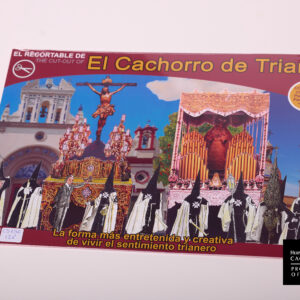 EL RECORTABLE DE
THE CUT-OUT OF
El Cachorro de Trian
La forma más entretenida y creativa
de vivir el sentimiento trianero